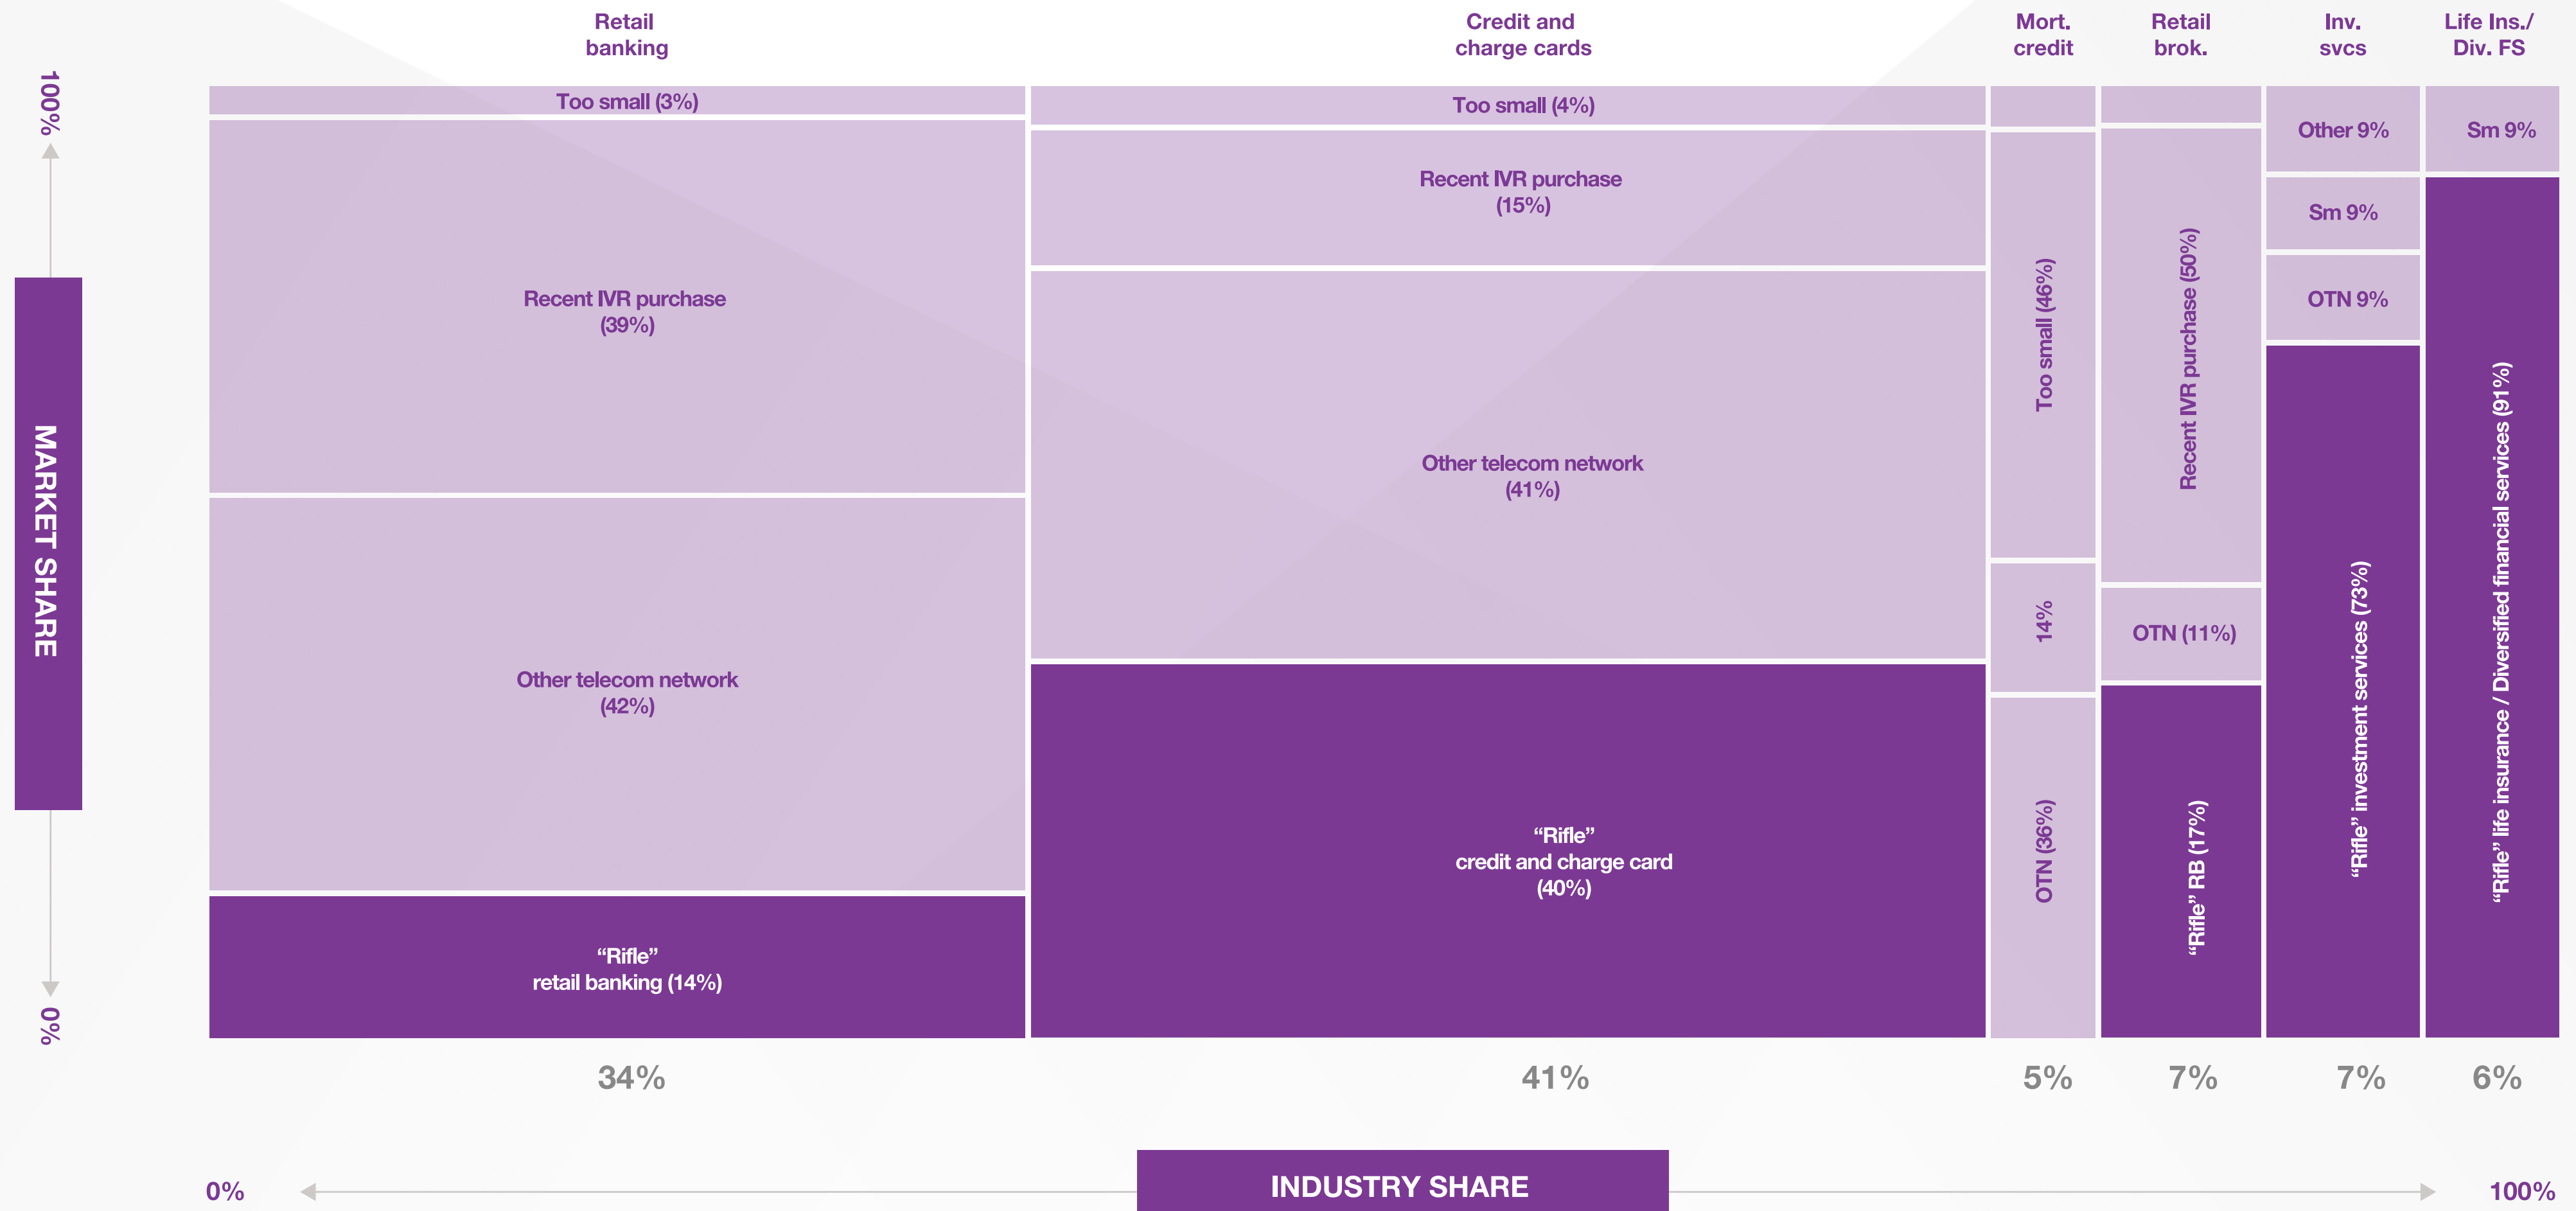 Retail
banking
Credit and
charge cards
Mort.
credit
Retail
brok.
Inv.
svcs
Life Ins./
Div. FS
100%
MARKET SHARE
0%
Too small (3%)
Recent IVR purchase
(39%)
Other telecom network
(42%)
“Rifle”
retail banking (14%)
Too small (4%)
Recent IVR purchase
(15%)
Other telecom network
(41%)
“Rifle”
credit and charge card
(40%)
Too small (46%)
14%
OTN (36%)
Recent IVR purchase (50%)
OTN (11%)
“Rifle” RB (17%)
Other 9%
Sm 9%
OTN 9%
“Rifle” investment services (73%)
Sm 9%
“Rifle” life insurance / Diversified financial services (91%)
34%
41%
5%
7%
7%
6%
0%
INDUSTRY SHARE
100%